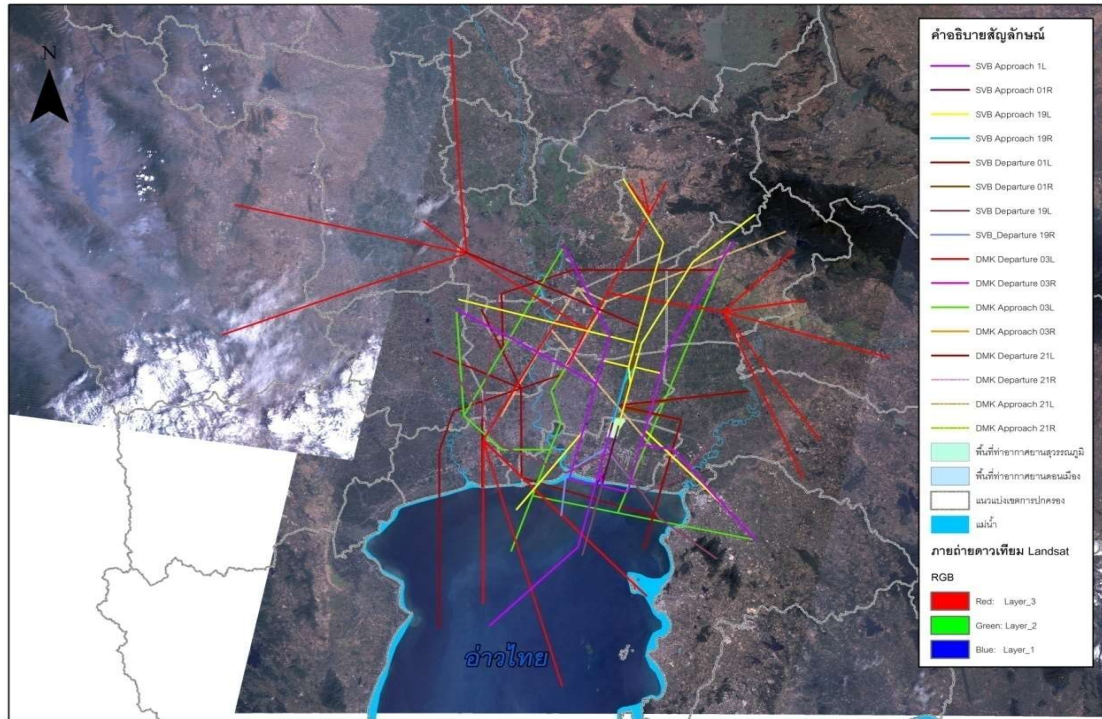 N
คำอธิบายสัญลักษณ์
SVB Approach 1L
SVB Approach 01R
SVB Approach 19L
SVB Approach 19R
SVB Departure 01L
SVB Departure 01R
SVB Departure 19L
SVB_Departure 19R
DMK Departure 03L
DMK Departure 03R
DMK Approach 03L
DMK Approach 03R
DMK Departure 21L
DMK Departure 21R
DMK Approach 21L
DMK Approach 21R
พื้นที่ท่าอากาศยานสุวรรณภูมิ
พื้นที่ท่าอากาศยานดอนเมือง
แนวแบ่งเขตการปกครอง
แม่น้ำ
ภายถ่ายดาวเทียม Landsat
RGB
Red: Layer_3
Green: Layer_2
Blue: Layer_1
อ่าวไทย